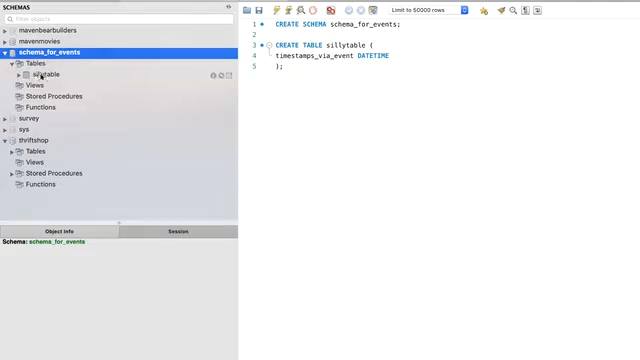 SCHEMAS
Filter objects
mavenbearbuilders
mavenmovies
schema_for_events
Tables
sillytable
Views
Stored Procedures
Functions
survey
sys
thriftshop
Tables
Views
Stored Procedures
Functions
Object Info Session
Schema: schema_for_events
Limit to 50000 rows
1 CREATE SCHEMA schema_for_events;
2
3 CREATE TABLE sillytable (
4 timestamps_via_event DATETIME
5 );